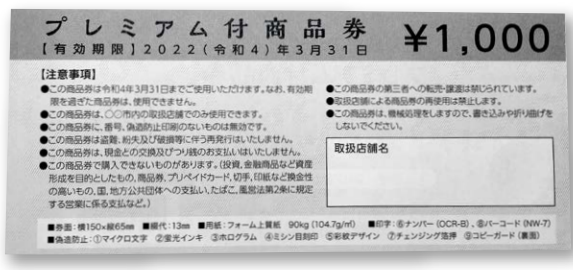 プレミアム付商品券 ¥1,000
【有効期限】2022(令和4)年3月31日
【注意事項】
●この商品券は令和4年3月31日までご使用いただけます。なお、有効期
限を過ぎた商品券は、使用できません。
●この商品券は、〇〇市内の取扱店舗でのみ使用できます。
●この商品券に、番号、偽造防止印刷のないものは無効です。
●この商品券は盗難、紛失及び破損等に伴う再発行はいたしません。
●この商品券は、現金との交換及びつり銭のお支払いはいたしません。
●この商品券で購入できないものがあります。(投資、金融商品など資産
形成を目的としたもの、商品券、プリペイドカード、切手、印紙など換金性
の高いもの、国、地方公共団体への支払い、たばこ、風営法第2条に規定
する営業に係る支払など。)
●この商品券の第三者への転売・譲渡は禁じられています。
●取扱店舗による商品券の再使用は禁止します。
●この商品券は、機械処理をしますので、書き込みや折り曲げを
しないでください。
取扱店舗名
■券面:横150×縦65㎜ ■綴代:13㎜ ■用紙:フォーム上質紙 90kg(104.7g/㎡) ■印字:⑥ナンバー(OCR-B)、⑧バーコード(NW-7)
■偽造防止:①マイクロ文字 ②蛍光インキ ③ホログラム ④ミシン目刻印 ⑤彩紋デザイン ⑦チェンジング箔押 ⑨コピーガード(裏面)